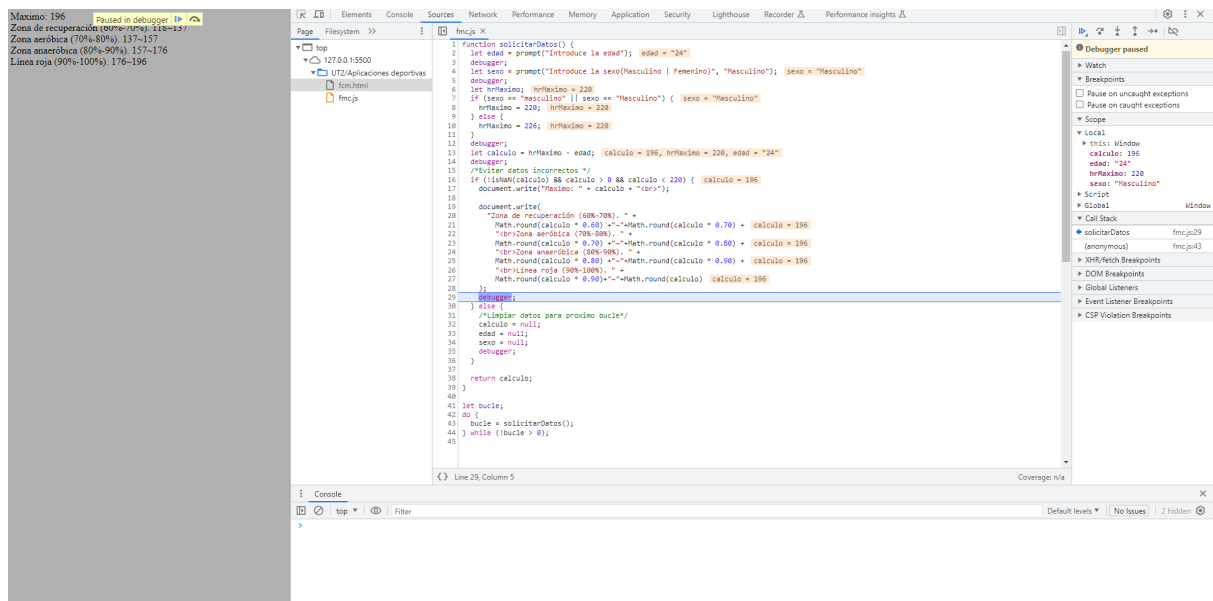 Maximo: 196
Paused in debugger
Zona de recuperación (60%-70%). 118~137
Zona aeróbica (70%-80%). 137~157
Zona anaeróbica (80%-90%). 157~176
Línea roja (90%-100%). 176~196
Elements Console Sources Network Performance Memory Application Security Lighthouse Recorder Performance insights
Page Filesystem
top
127.0.0.1:5500
UT2/Aplicaciones deportivas
fcm.html
fmc.js
fmc.js ×
1 function solicitarDatos() {
2 let edad = prompt("Introduce la edad"); edad = "24"
3 debugger;
4 let sexo = prompt("Introduce la sexo(Masculino | Femenino)", "Masculino"); sexo = "Masculino"
5 debugger;
6 let hrMaximo; hrMaximo = 220
7 if (sexo == "masculino" || sexo == "Masculino") { sexo = "Masculino"
8 hrMaximo = 220; hrMaximo = 220
9 } else {
10 hrMaximo = 226; hrMaximo = 220
11 }
12 debugger;
13 let calculo = hrMaximo - edad; calculo = 196, hrMaximo = 220, edad = "24"
14 debugger;
15 /*Evitar datos incorrectos */
16 if (!isNaN(calculo) && calculo > 0 && calculo < 220) { calculo = 196
17 document.write("Maximo: " + calculo + "<br>");
18
19 document.write(
20 "Zona de recuperación (60%-70%). " +
21 Math.round(calculo * 0.60) +"~"+Math.round(calculo * 0.70) + calculo = 196
22 "<br>Zona aeróbica (70%-80%). " +
23 Math.round(calculo * 0.70) +"~"+Math.round(calculo * 0.80) + calculo = 196
24 "<br>Zona anaeróbica (80%-90%). " +
25 Math.round(calculo * 0.80) +"~"+Math.round(calculo * 0.90) + calculo = 196
26 "<br>Línea roja (90%-100%). " +
27 Math.round(calculo * 0.90)+"~"+Math.round(calculo) calculo = 196
28 );
29 debugger;
30 } else {
31 /*Limpiar datos para proximo bucle*/
32 calculo = null;
33 edad = null;
34 sexo = null;
35 debugger;
36 }
37
38 return calculo;
39 }
40
41 let bucle;
42 do {
43 bucle = solicitarDatos();
44 } while (!bucle > 0);
45
{} Line 29, Column 5 Coverage: n/a
Debugger paused
Watch
Breakpoints
Pause on uncaught exceptions
Pause on caught exceptions
Scope
Local
this: Window
calculo: 196
edad: "24"
hrMaximo: 220
sexo: "Masculino"
Script
Global Window
Call Stack
solicitarDatos fmc.js:29
(anonymous) fmc.js:43
XHR/fetch Breakpoints
DOM Breakpoints
Global Listeners
Event Listener Breakpoints
CSP Violation Breakpoints
Console
top Filter Default levels No Issues 2 hidden